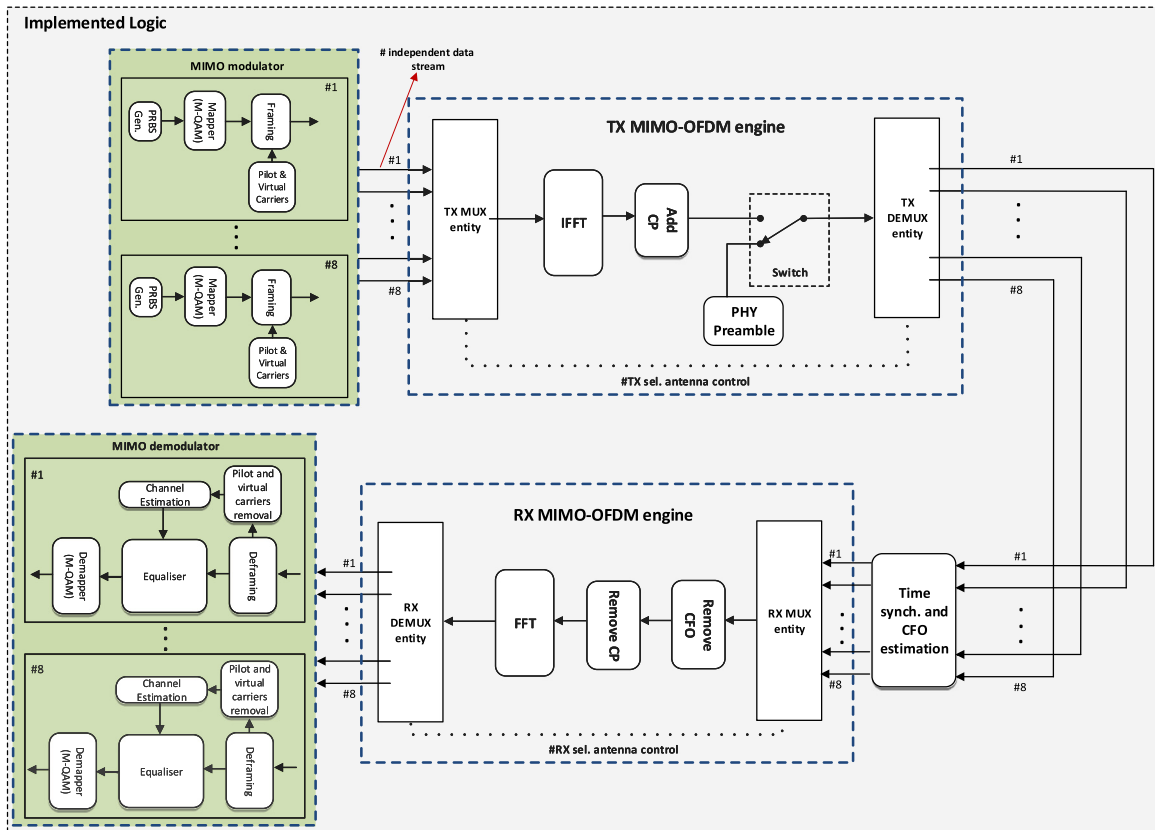 Implemented Logic
# independent data
stream
MIMO modulator
#1
PRBS
Gen.
Mapper
(M-QAM)
Framing
Pilot &
Virtual
Carriers
#8
PRBS
Gen.
Mapper
(M-QAM)
Framing
Pilot &
Virtual
Carriers
#1
#8
TX MIMO-OFDM engine
TX MUX
entity
IFFT
Add
CP
Switch
PHY
Preamble
TX
DEMUX
entity
#TX sel. antenna control
#1
#8
MIMO demodulator
#1
Channel
Estimation
Pilot and
virtual
carriers
removal
Demapper
(M-QAM)
Equaliser
Deframing
#8
Channel
Estimation
Pilot and
virtual
carriers
removal
Demapper
(M-QAM)
Equaliser
Deframing
#1
#8
RX MIMO-OFDM engine
RX
DEMUX
entity
FFT
Remove CP
Remove
CFO
RX MUX
entity
#RX sel. antenna control
#1
#8
Time
synch. and
CFO
estimation
#1
#8